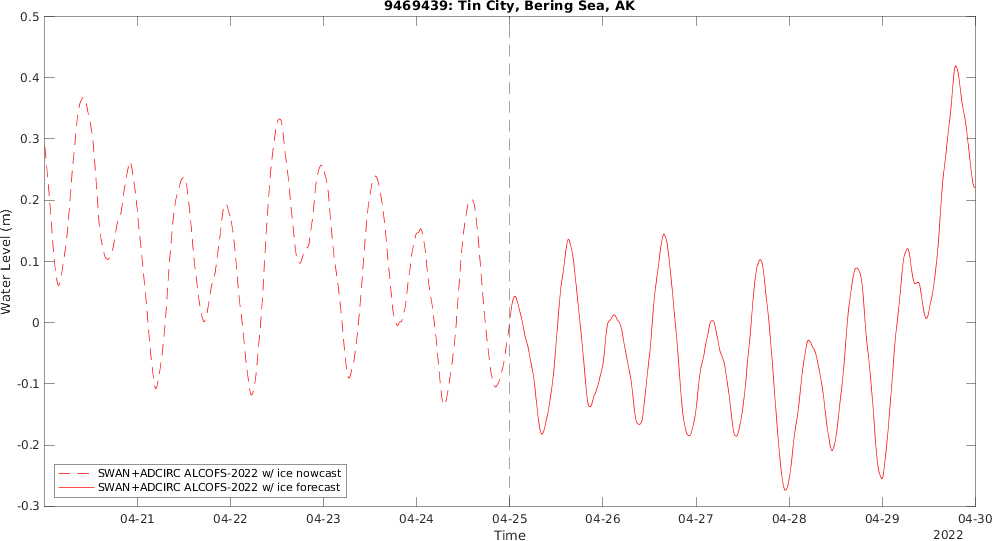 9469439: Tin City, Bering Sea, AK
0.5
0.4
0.3
0.2
0.1
0
-0.1
-0.2
-0.3
Water Level (m)
SWAN+ADCIRC ALCOFS-2022 w/ ice nowcast
SWAN+ADCIRC ALCOFS-2022 w/ ice forecast
04-21 04-22 04-23 04-24 04-25 04-26 04-27 04-28 04-29 04-30
Time
2022